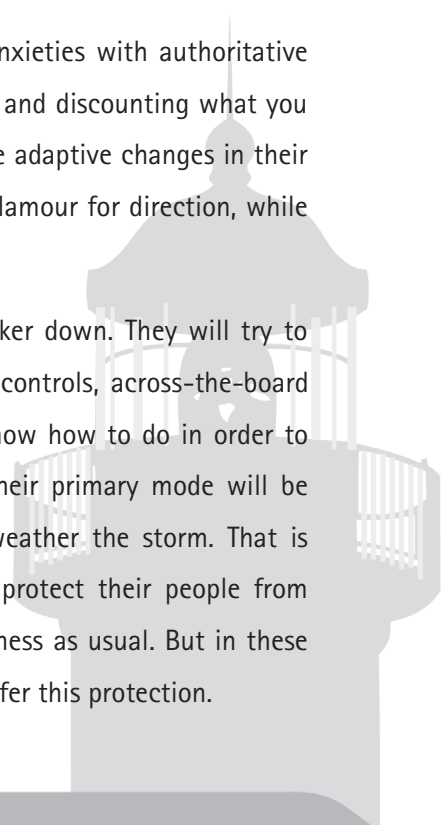 nxieties with authoritative
and discounting what you
e adaptive changes in their
lamour for direction, while
ker down. They will try to
controls, across-the-board
now how to do in order to
heir primary mode will be
weather the storm. That is
protect their people from
ness as usual. But in these
fer this protection.